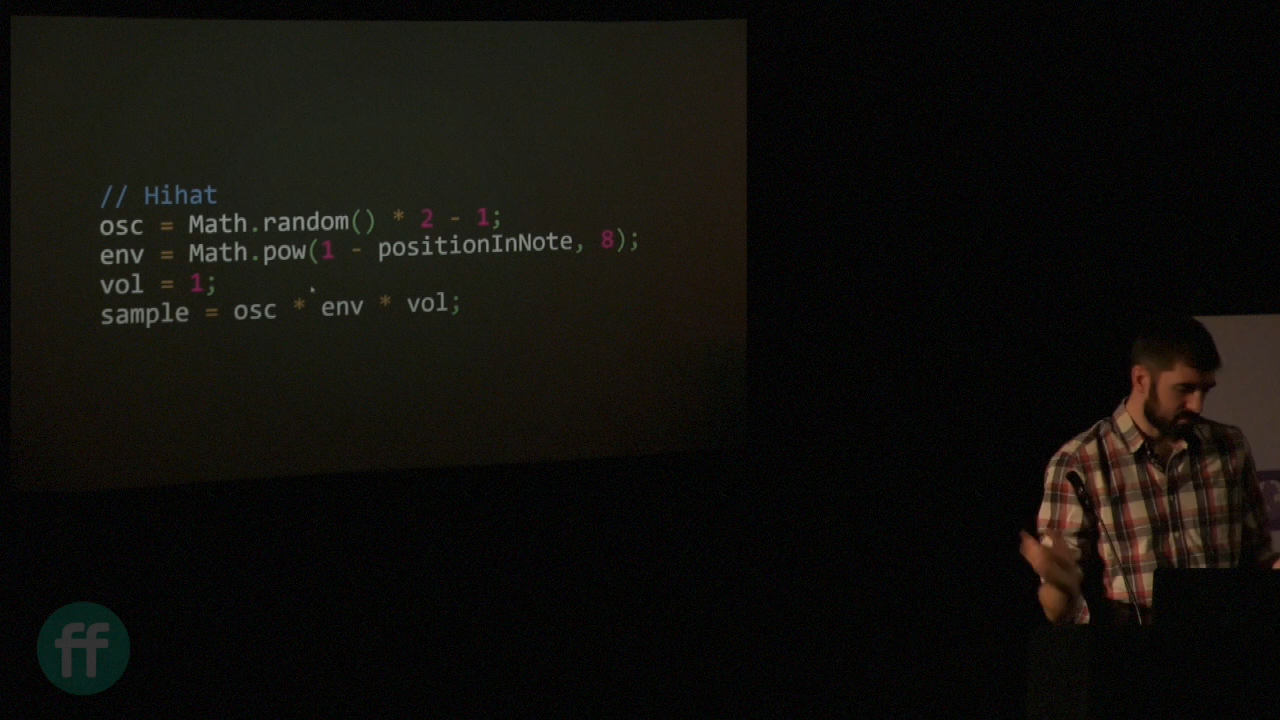 // Hihat
osc = Math.random() * 2 - 1;
env = Math.pow(1 - positionInNote, 8);
vol = 1;
sample = osc * env * vol;
ff